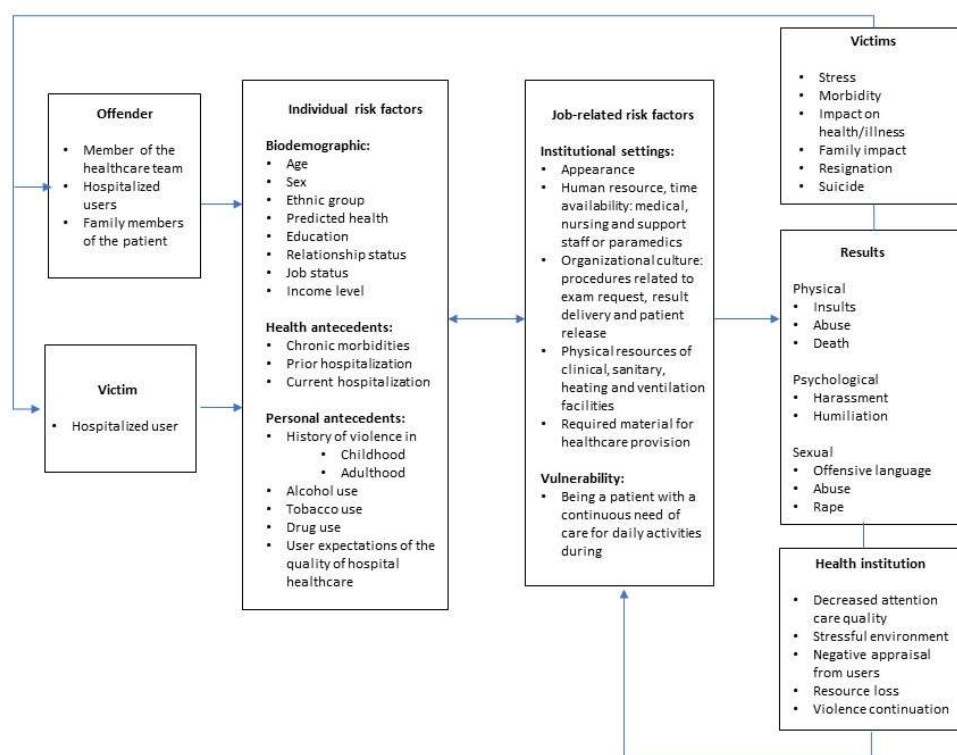 Offender
• Member of the
healthcare team
• Hospitalized
users
• Family members
of the patient
Victim
• Hospitalized user
Individual risk factors
Biodemographic:
• Age
• Sex
• Ethnic group
• Predicted health
• Education
• Relationship status
• Job status
• Income level
Health antecedents:
• Chronic morbidities
• Prior hospitalization
• Current hospitalization
Personal antecedents:
• History of violence in
• Childhood
• Adulthood
• Alcohol use
• Tobacco use
• Drug use
• User expectations of the
quality of hospital
healthcare
Job-related risk factors
Institutional settings:
• Appearance
• Human resource, time
availability: medical,
nursing and support
staff or paramedics
• Organizational culture:
procedures related to
exam request, result
delivery and patient
release
• Physical resources of
clinical, sanitary,
heating and ventilation
facilities
• Required material for
healthcare provision
Vulnerability:
• Being a patient with a
continuous need of
care for daily activities
during
Victims
• Stress
• Morbidity
• Impact on
health/illness
• Family impact
• Resignation
• Suicide
Results
Physical
• Insults
• Abuse
• Death
Psychological
• Harassment
• Humiliation
Sexual
• Offensive language
• Abuse
• Rape
Health institution
• Decreased attention
care quality
• Stressful environment
• Negative appraisal
from users
• Resource loss
• Violence continuation